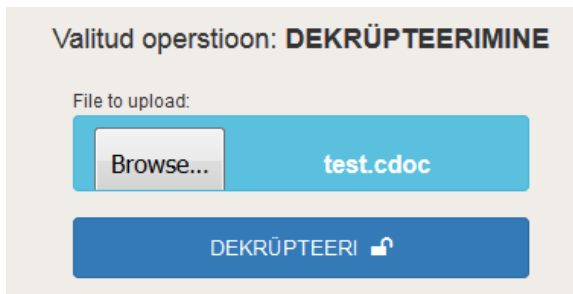 Valitud operstioon: DEKRÜPTEERIMINE
File to upload:
Browse... test.cdoc
DEKRÜPTEERI